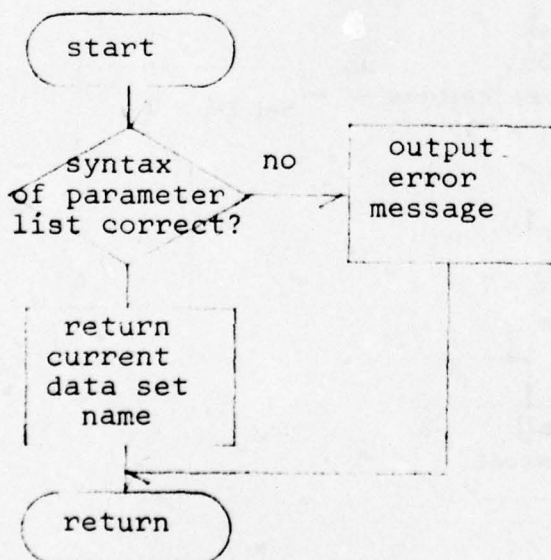 start
syntax
of parameter
list correct?
no
output
error
message
return
current
data set
name
return